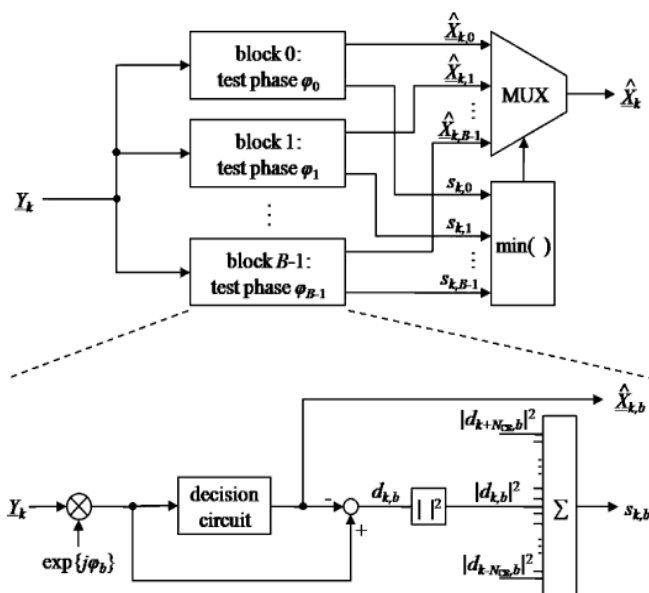 block 0:
test phase φ0
block 1:
test phase φ1
⋮
block B-1:
test phase φB-1
Yk
X̂̂k,0
X̂̂k,1
⋮
X̂̂k,B-1
MUX
X̂̂k
sk,0
sk,1
⋮
sk,B-1
min( )
X̂̂k,b
Yk
exp{jφb}
decision
circuit
-
+
dk,b
| |²
|dk+NCR,b|²
|dk,b|²
|dk-NCR,b|²
Σ
sk,b